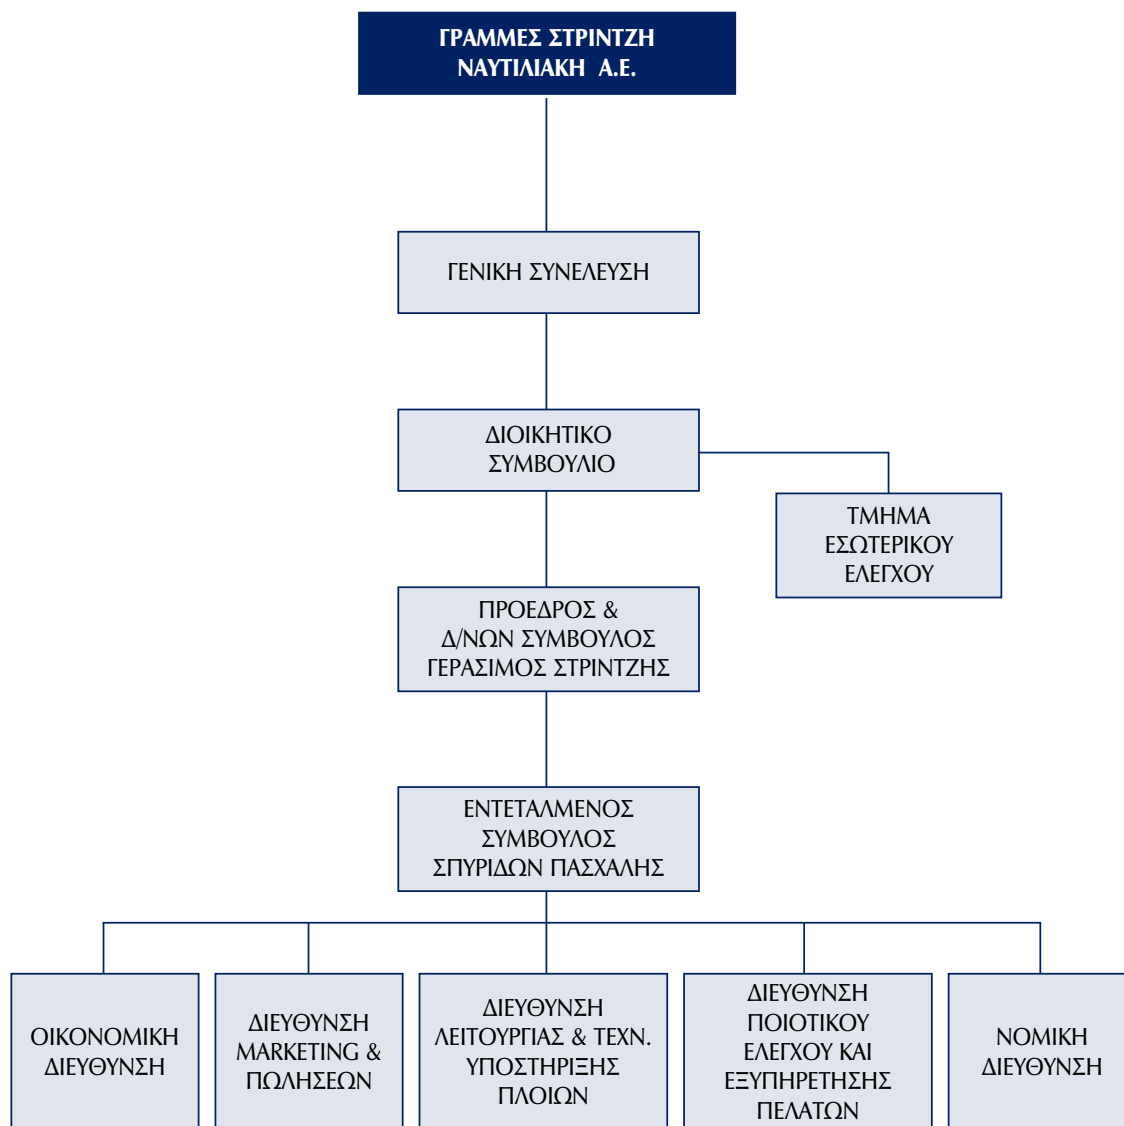 ΓΡΑΜΜΕΣ ΣΤΡΙΝΤΖΗ
ΝΑΥΤΙΛΙΑΚΗ Α.Ε.
ΓΕΝΙΚΗ ΣΥΝΕΛΕΥΣΗ
ΔΙΟΙΚΗΤΙΚΟ
ΣΥΜΒΟΥΛΙΟ
ΤΜΗΜΑ
ΕΣΩΤΕΡΙΚΟΥ
ΕΛΕΓΧΟΥ
ΠΡΟΕΔΡΟΣ &
Δ/ΝΩΝ ΣΥΜΒΟΥΛΟΣ
ΓΕΡΑΣΙΜΟΣ ΣΤΡΙΝΤΖΗΣ
ΕΝΤΕΤΑΛΜΕΝΟΣ
ΣΥΜΒΟΥΛΟΣ
ΣΠΥΡΙΔΩΝ ΠΑΣΧΑΛΗΣ
ΟΙΚΟΝΟΜΙΚΗ
ΔΙΕΥΘΥΝΣΗ
ΔΙΕΥΘΥΝΣΗ
MARKETING &
ΠΩΛΗΣΕΩΝ
ΔΙΕΥΘΥΝΣΗ
ΛΕΙΤΟΥΡΓΙΑΣ & ΤΕΧΝ.
ΥΠΟΣΤΗΡΙΞΗΣ
ΠΛΟΙΩΝ
ΔΙΕΥΘΥΝΣΗ
ΠΟΙΟΤΙΚΟΥ
ΕΛΕΓΧΟΥ ΚΑΙ
ΕΞΥΠΗΡΕΤΗΣΗΣ
ΠΕΛΑΤΩΝ
ΝΟΜΙΚΗ
ΔΙΕΥΘΥΝΣΗ